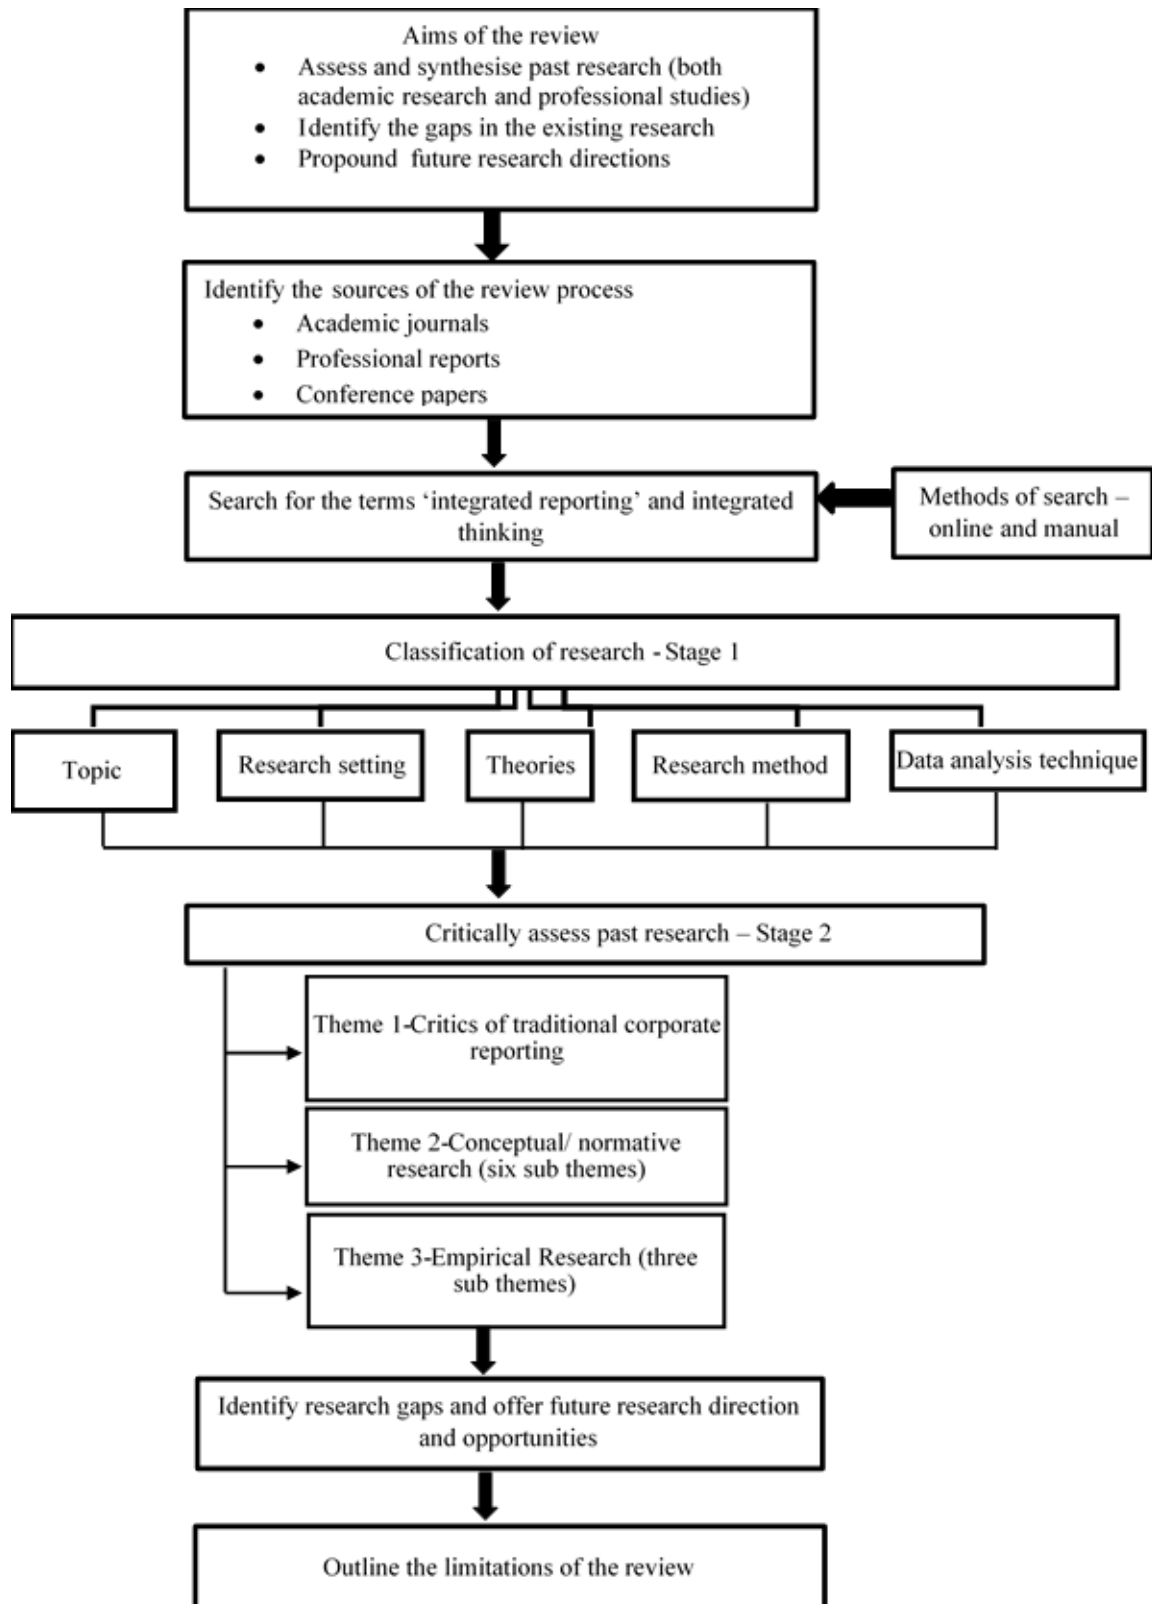 Aims of the review
• Assess and synthesise past research (both
academic research and professional studies)
• Identify the gaps in the existing research
• Propound future research directions
Identify the sources of the review process
• Academic journals
• Professional reports
• Conference papers
Search for the terms ‘integrated reporting’ and integrated
thinking
Methods of search –
online and manual
Classification of research - Stage 1
Topic
Research setting
Theories
Research method
Data analysis technique
Critically assess past research – Stage 2
Theme 1-Critics of traditional corporate
reporting
Theme 2-Conceptual/ normative
research (six sub themes)
Theme 3-Empirical Research (three
sub themes)
Identify research gaps and offer future research direction
and opportunities
Outline the limitations of the review